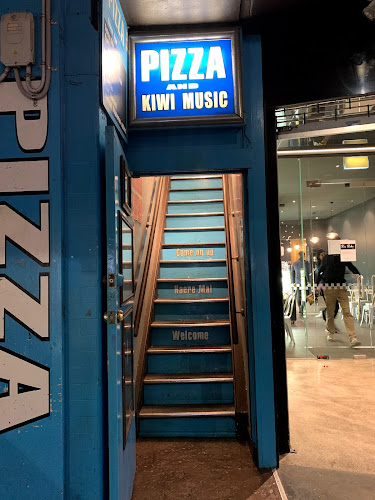 PIZZA
AND
KIWI MUSIC
PIZZA
Come on up
Haere Mai
Welcome